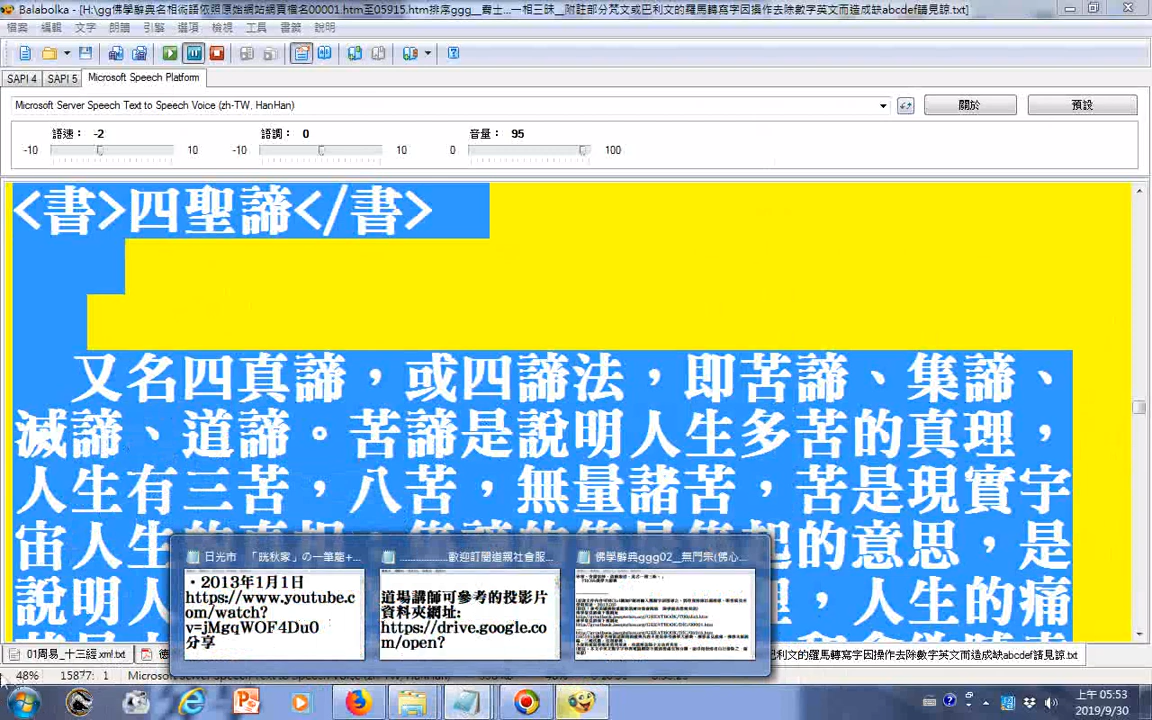 Balabolka - [H:\gg佛學辭典名相術語依照原始網站網頁檔名00001.htm至05915.htm排序ggg__爵士...一相三昧__附註部分梵文或巴利文的羅馬轉寫字因操作去除數字英文而造成缺abcdef請見諒.txt]
檔案 編輯 文字 朗讀 引擎 選項 檢視 工具 書籤 說明
SAPI 4 SAPI 5 Microsoft Speech Platform
Microsoft Server Speech Text to Speech Voice (zh-TW, HanHan) 關於 預設
語速： -2 語調： 0 音量： 95
-10 10 -10 10 0 100
<書>四聖諦</書>
又名四真諦，或四諦法，即苦諦、集諦、
滅諦、道諦。苦諦是說明人生多苦的真理，
人生有三苦，八苦，無量諸苦，苦是現實宇
宙人生的真相。集諦的集是集起的意思，是
說明人 理，人生的痛
日光市 「晄秋家」の一筆龍+... 歡迎訂閱道親社會服... 佛學辭典ggg02__無門宗(佛心...
・2013年1月1日
https://www.youtube.c
om/watch?
v=jMgqWOF4Du0
分享
道場講師可參考的投影片
資料夾網址:
https://drive.google.co
m/open?
01周易_十三經.xml.txt 德 巴利文的羅馬轉寫字因操作去除數字英文而造成缺abcdef請見諒.txt
48% 15877: 1
上午 05:53
2019/9/30